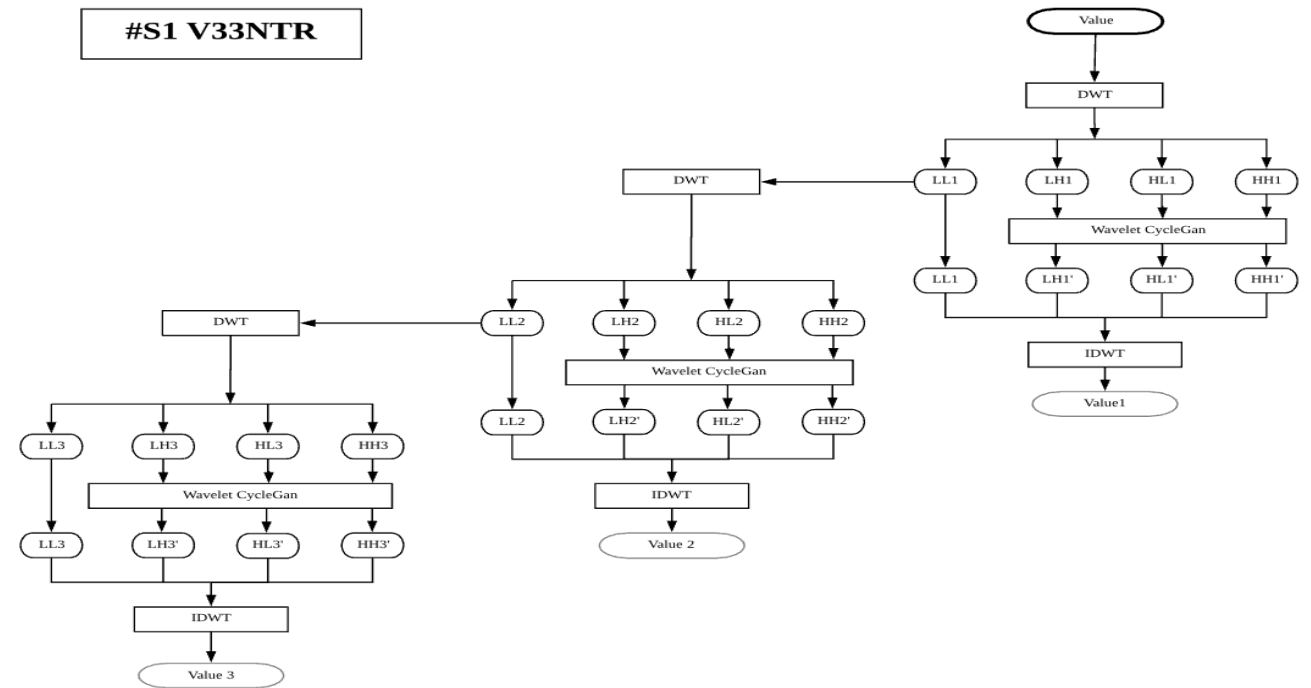 #S1 V33NTR
Value
DWT
LL1 LH1 HL1 HH1
Wavelet CycleGan
LL1 LH1' HL1' HH1'
IDWT
Value1
DWT
LL2 LH2 HL2 HH2
Wavelet CycleGan
LL2 LH2' HL2' HH2'
IDWT
Value 2
DWT
LL3 LH3 HL3 HH3
Wavelet CycleGan
LL3 LH3' HL3' HH3'
IDWT
Value 3